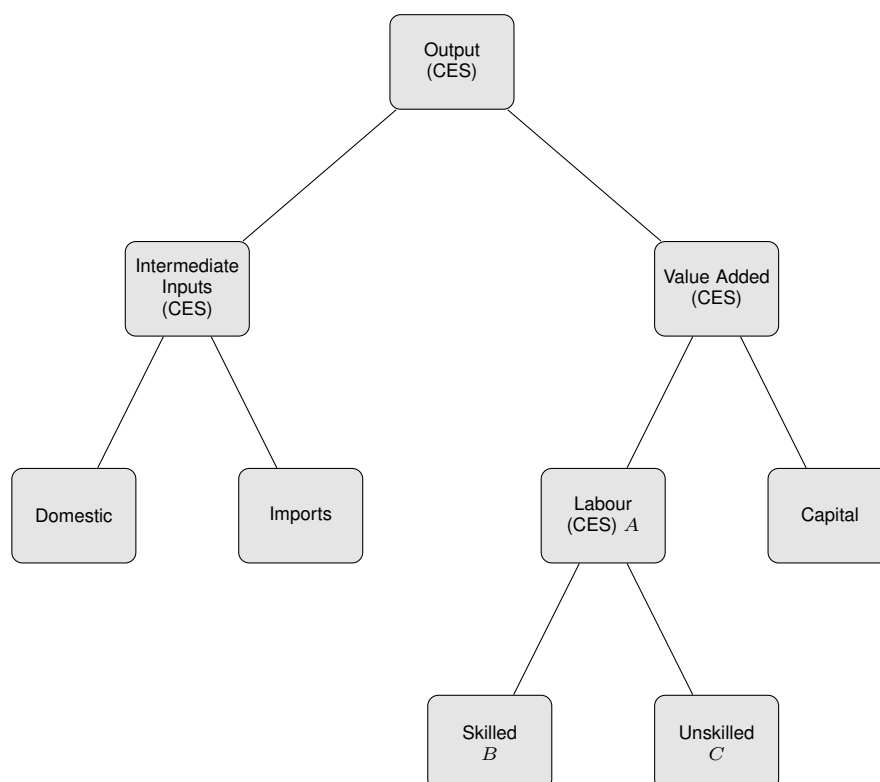 Output
(CES)
Intermediate
Inputs
(CES)
Value Added
(CES)
Domestic
Imports
Labour
(CES) A
Capital
Skilled
B
Unskilled
C